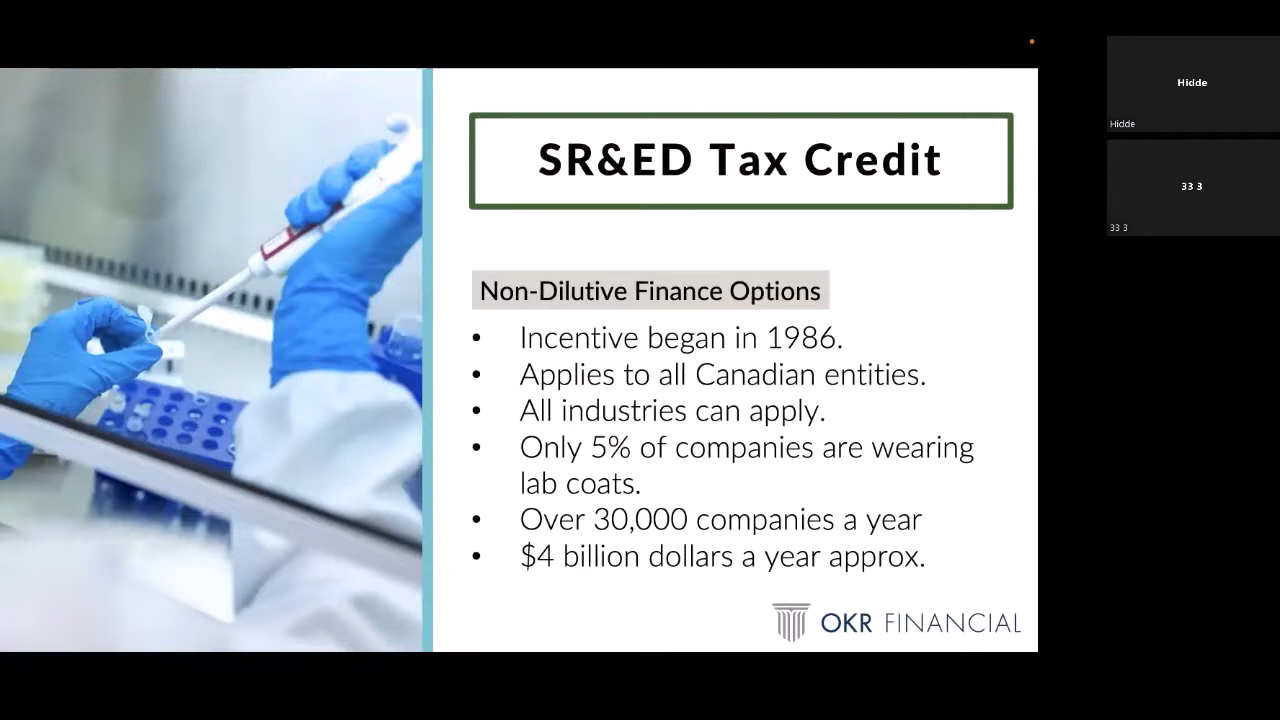 SR&ED Tax Credit
Non-Dilutive Finance Options
• Incentive began in 1986.
• Applies to all Canadian entities.
• All industries can apply.
• Only 5% of companies are wearing
lab coats.
• Over 30,000 companies a year
• $4 billion dollars a year approx.
OKR FINANCIAL
Hidde
Hidde
33 3
33 3